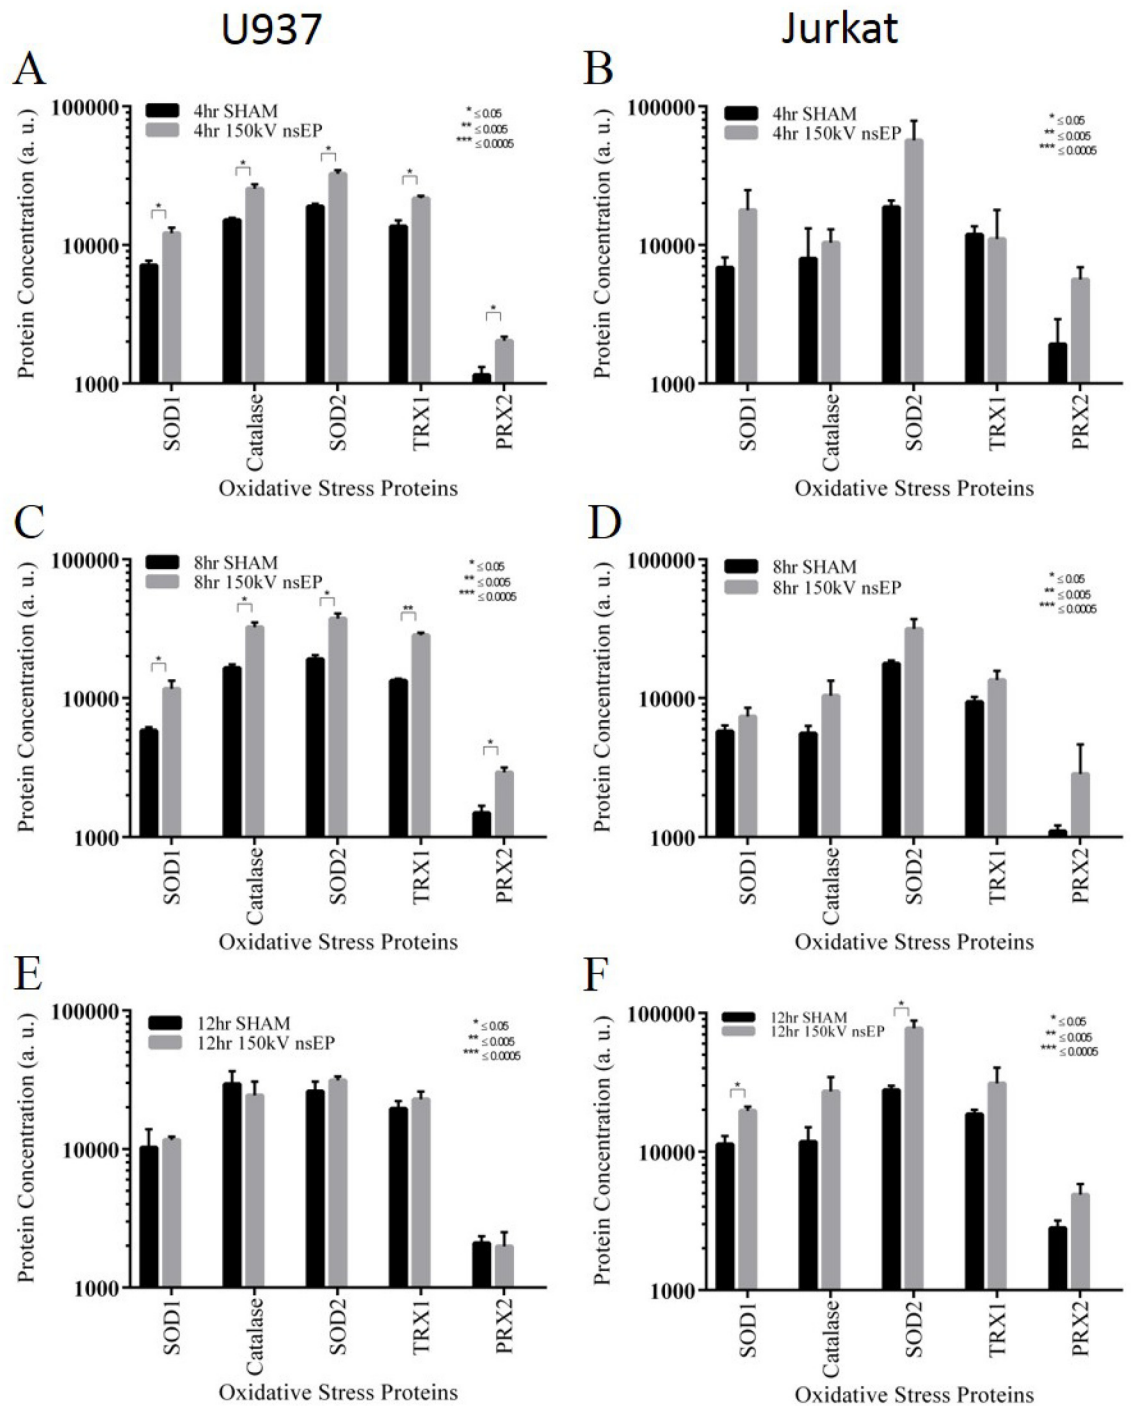 U937 Jurkat
A
100000
10000
1000
Protein Concentration (a. u.)
4hr SHAM
4hr 150kV nsEP
* ≤ 0.05
** ≤ 0.005
*** ≤ 0.0005
* * * * *
SOD1 Catalase SOD2 TRX1 PRX2
Oxidative Stress Proteins
B
100000
10000
1000
Protein Concentration (a. u.)
4hr SHAM
4hr 150kV nsEP
* ≤ 0.05
** ≤ 0.005
*** ≤ 0.0005
SOD1 Catalase SOD2 TRX1 PRX2
Oxidative Stress Proteins
C
100000
10000
1000
Protein Concentration (a. u.)
8hr SHAM
8hr 150kV nsEP
* ≤ 0.05
** ≤ 0.005
*** ≤ 0.0005
* * * ** *
SOD1 Catalase SOD2 TRX1 PRX2
Oxidative Stress Proteins
D
100000
10000
1000
Protein Concentration (a. u.)
8hr SHAM
8hr 150kV nsEP
* ≤ 0.05
** ≤ 0.005
*** ≤ 0.0005
SOD1 Catalase SOD2 TRX1 PRX2
Oxidative Stress Proteins
E
100000
10000
1000
Protein Concentration (a. u.)
12hr SHAM
12hr 150kV nsEP
* ≤ 0.05
** ≤ 0.005
*** ≤ 0.0005
SOD1 Catalase SOD2 TRX1 PRX2
Oxidative Stress Proteins
F
100000
10000
1000
Protein Concentration (a. u.)
12hr SHAM
12hr 150kV nsEP
* ≤ 0.05
** ≤ 0.005
*** ≤ 0.0005
* *
SOD1 Catalase SOD2 TRX1 PRX2
Oxidative Stress Proteins